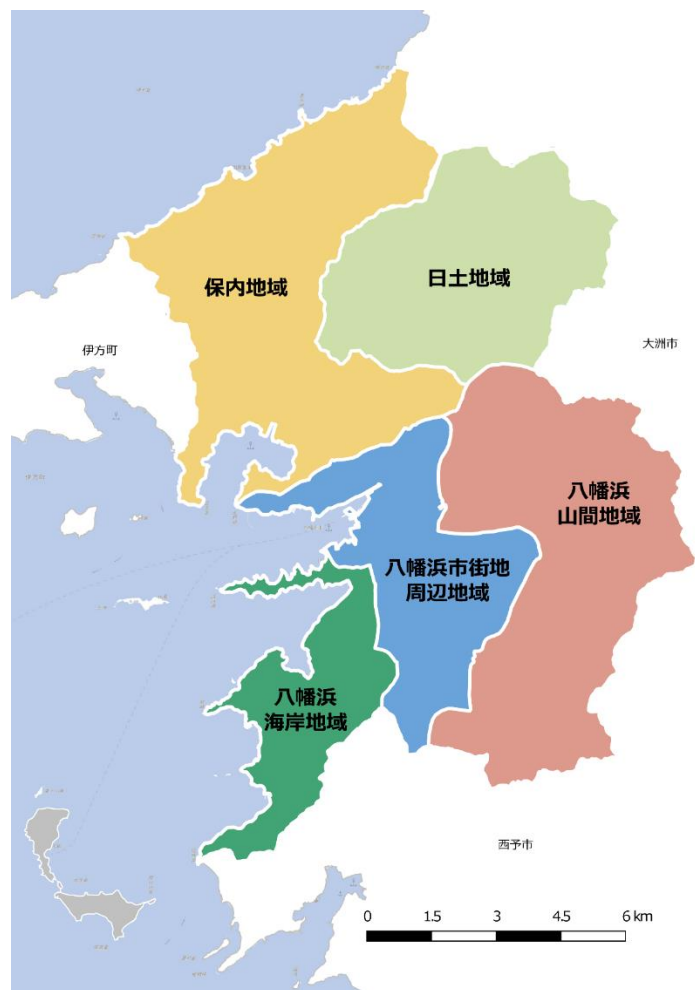 保内地域
日土地域
伊方町
大洲市
八幡浜
山間地域
八幡浜市街地
周辺地域
八幡浜
海岸地域
西予市
0 1.5 3 4.5 6 km